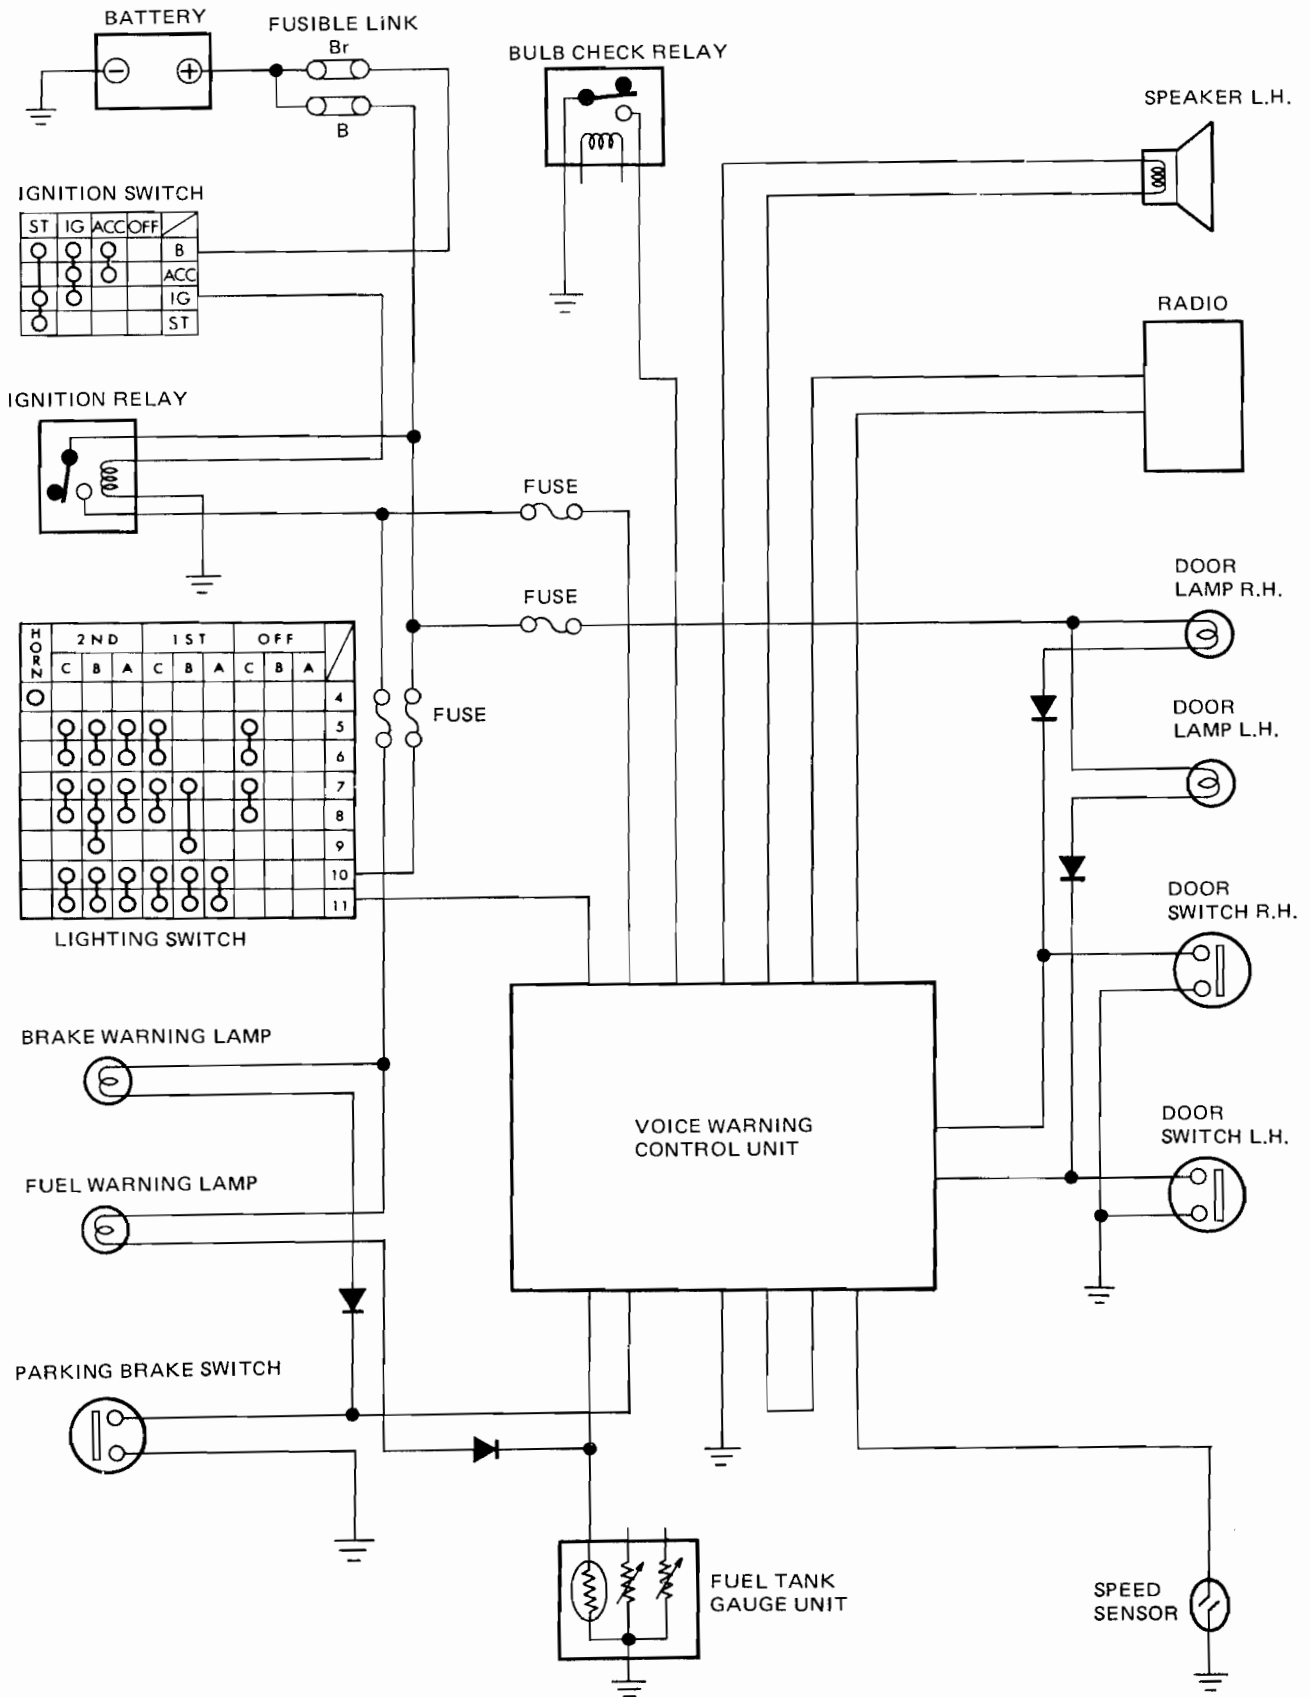 BATTERY
FUSIBLE LiNK
Br
B
BULB CHECK RELAY
SPEAKER L.H.
IGNITION SWITCH
ST IG ACC OFF
B
ACC
IG
ST
RADIO
IGNITION RELAY
FUSE
FUSE
DOOR
LAMP R.H.
HORN 2ND 1ST OFF
C B A C B A C B A
4
5
6
7
8
9
10
11
FUSE
DOOR
LAMP L.H.
LIGHTING SWITCH
DOOR
SWITCH R.H.
BRAKE WARNING LAMP
VOICE WARNING
CONTROL UNIT
DOOR
SWITCH L.H.
FUEL WARNING LAMP
PARKING BRAKE SWITCH
FUEL TANK
GAUGE UNIT
SPEED
SENSOR